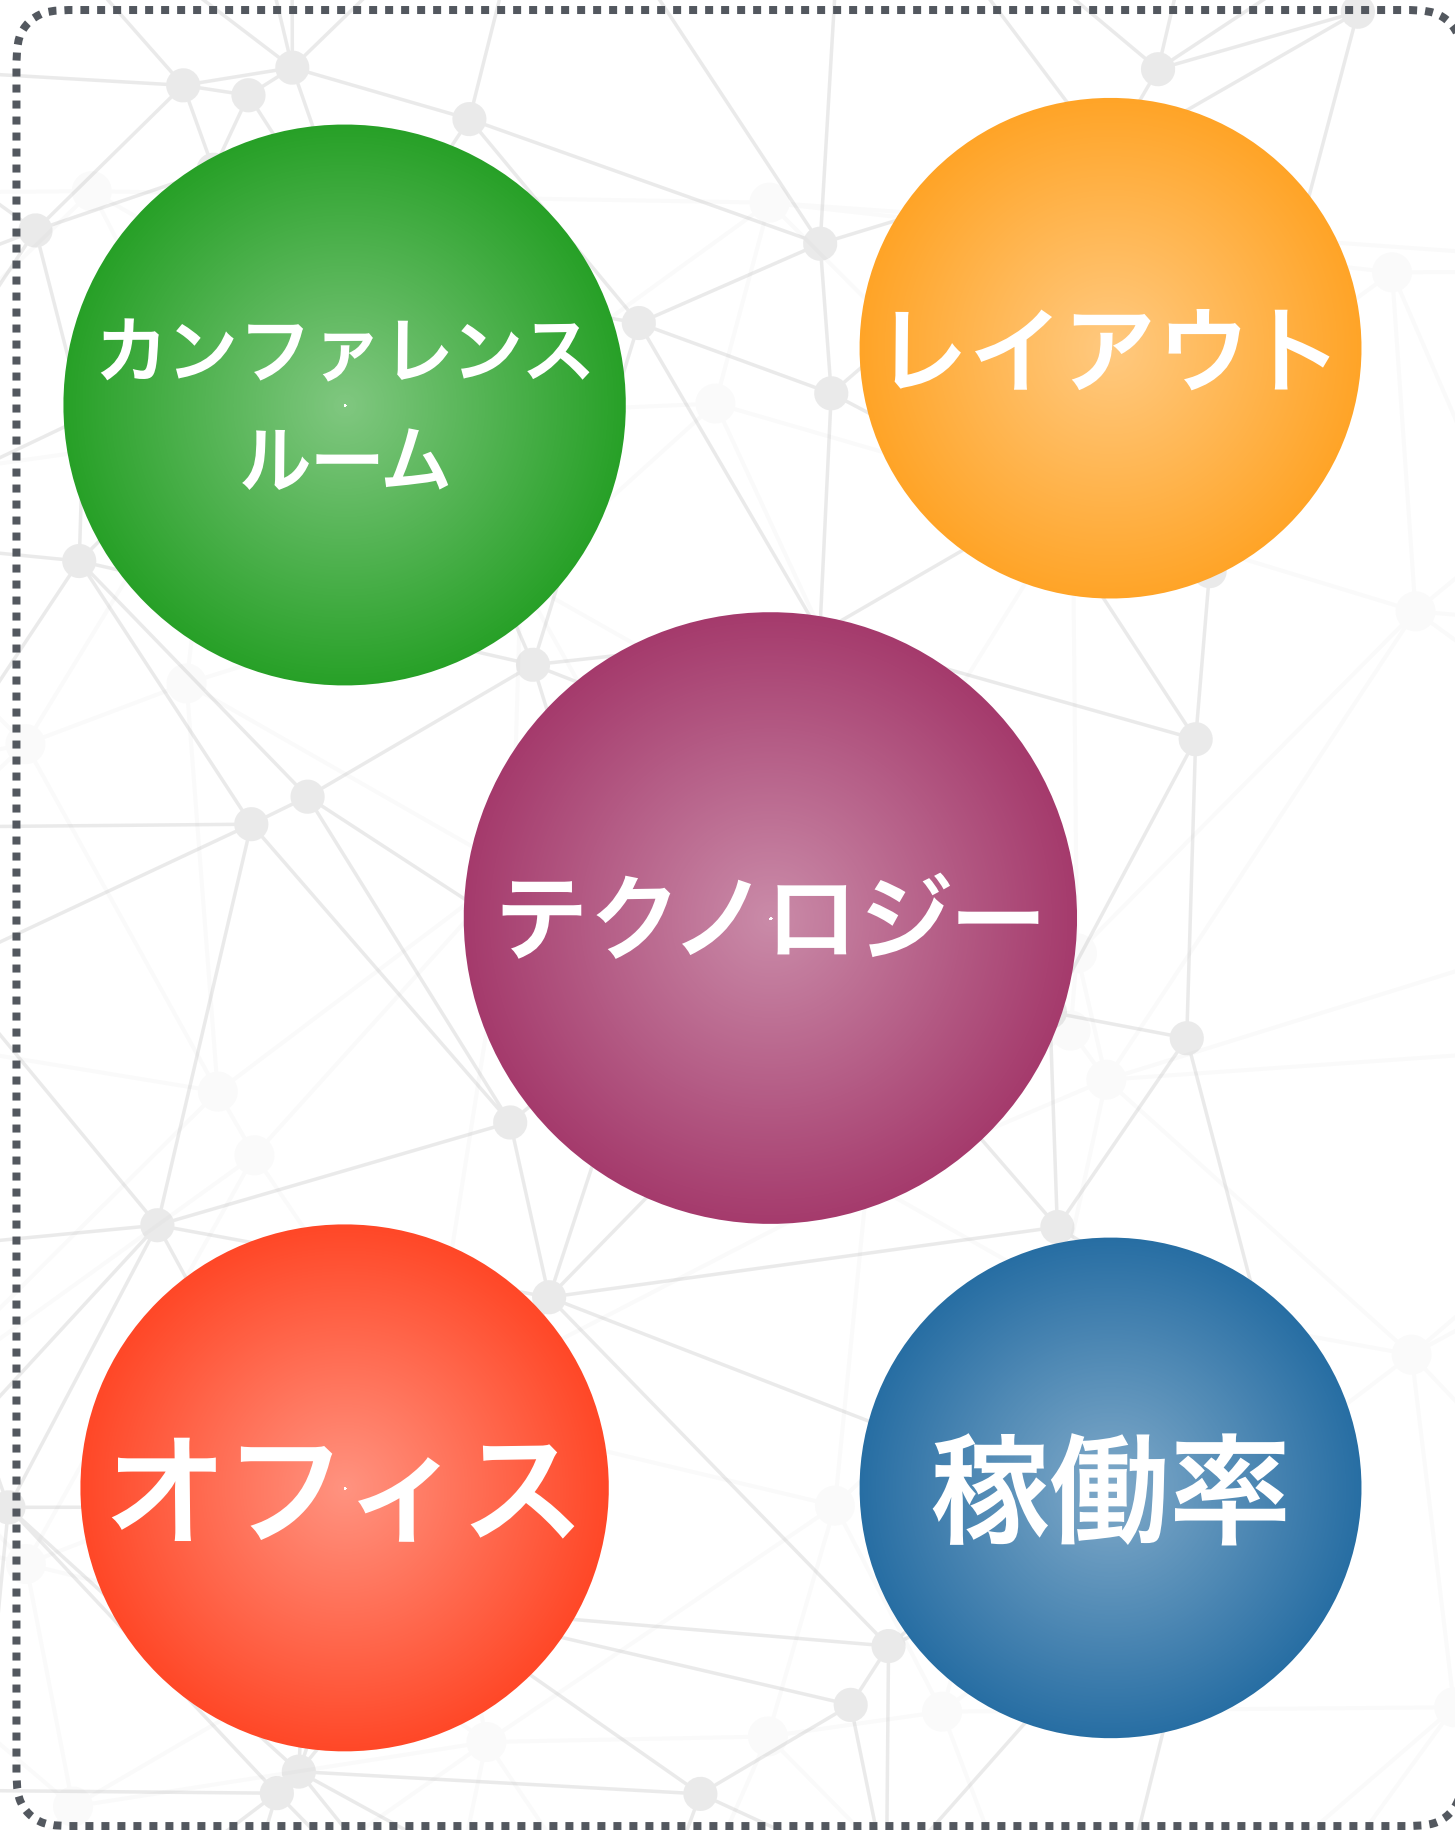 カンファレンス
ルーム
レイアウト
テクノロジー
オフィス
稼働率